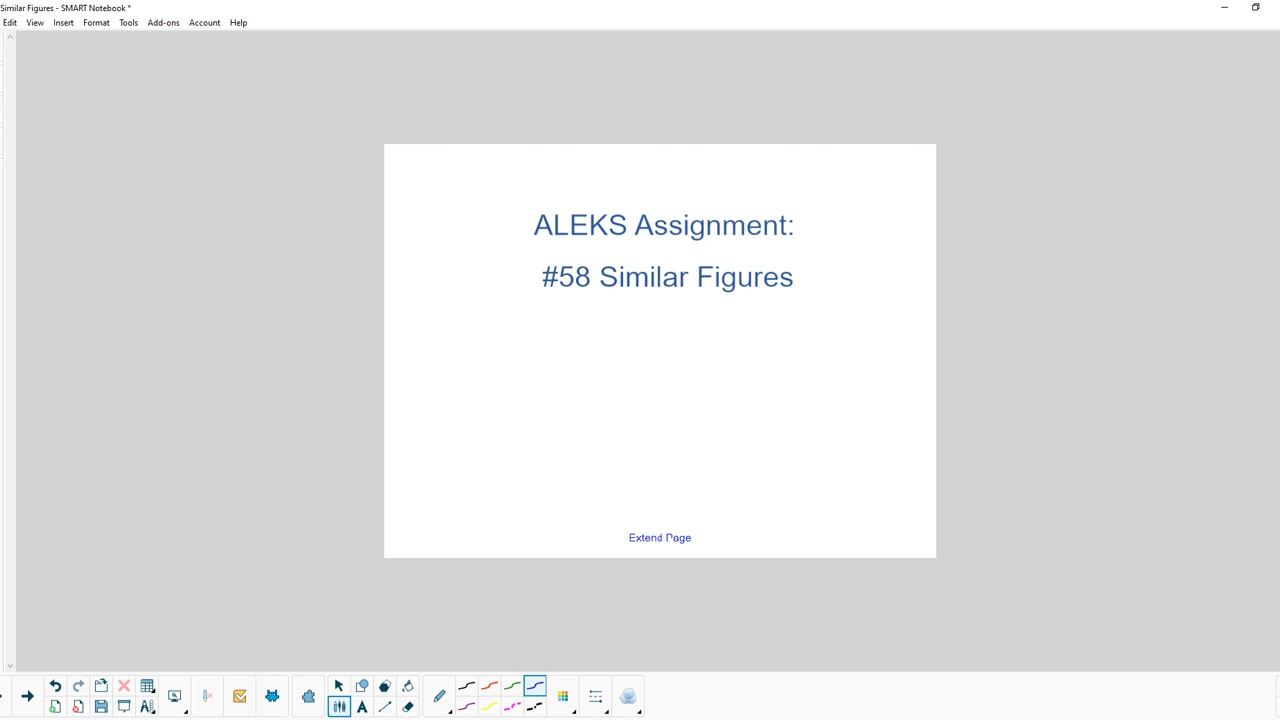 Similar Figures - SMART Notebook *
Edit View Insert Format Tools Add-ons Account Help
ALEKS Assignment:
#58 Similar Figures
Extend Page